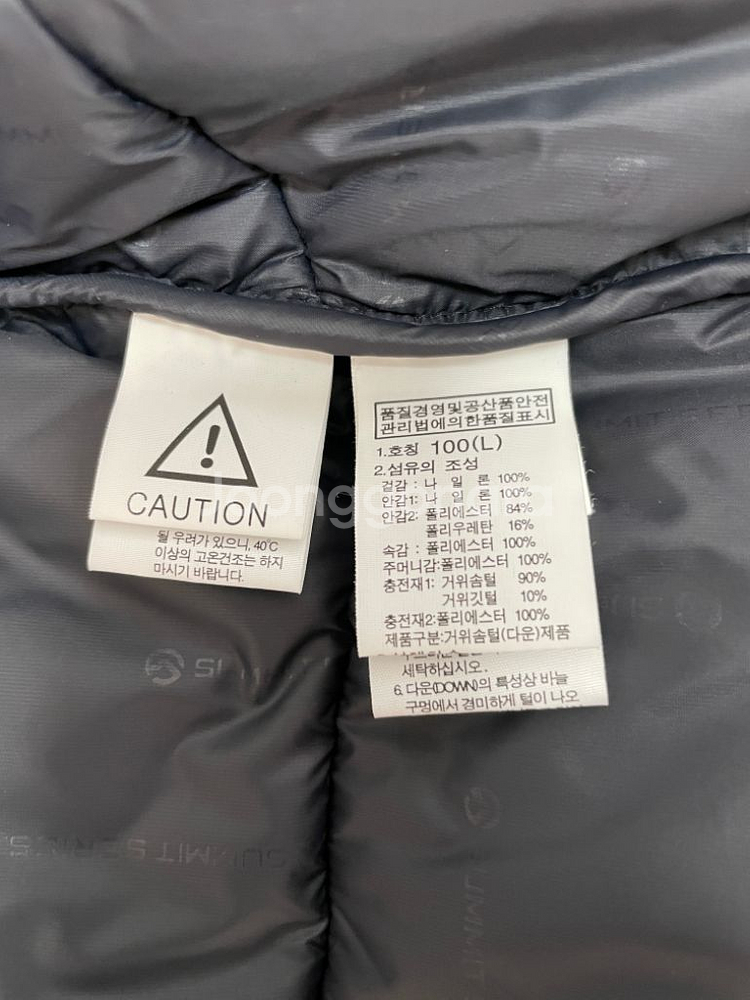 CAUTION
될 우려가 있으니, 40℃
이상의 고온건조는 하지
마시기 바랍니다.
품질경영및공산품안전
관리법에의한품질표시
1.호칭 100(L)
2.섬유의 조성
겉감 : 나 일 론 100%
안감1: 나 일 론 100%
안감2: 폴리에스터 84%
폴리우레탄 16%
속감 : 폴리에스터 100%
주머니감:폴리에스터 100%
충전재1: 거위솜털 90%
거위깃털 10%
충전재2:폴리에스터 100%
제품구분:거위솜털(다운)제품
세탁하십시오.
6. 다운(DOWN)의 특성상 바늘
구멍에서 경미하게 털이 나오
SUMMIT SERIES
SUMMIT